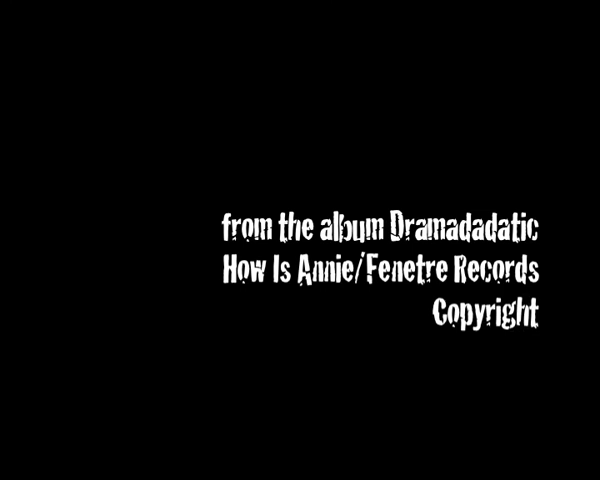 from the album Dramadadatic
How Is Annie/Fenetre Records
Copyright